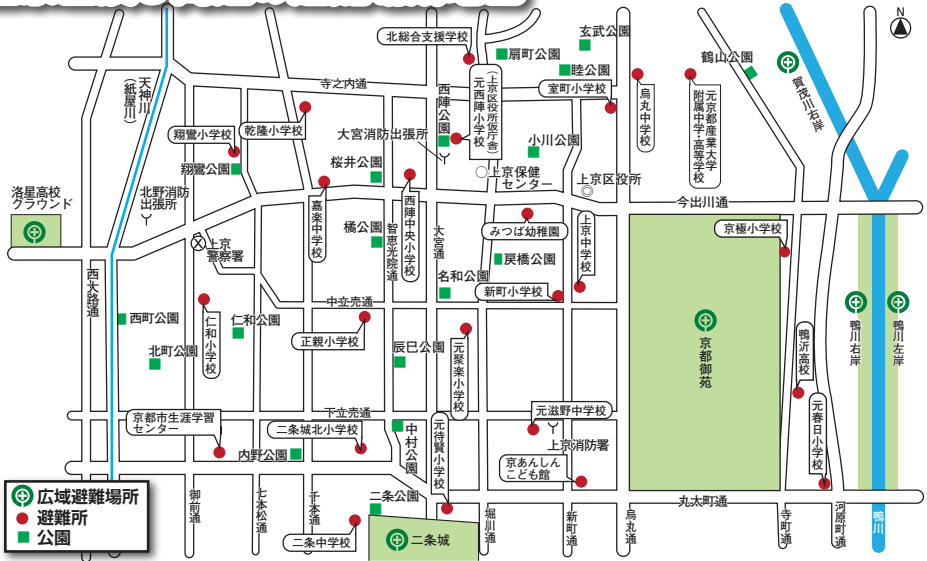 北総合支援学校
玄武公園
扇町公園
睦公園
鶴山公園
N
寺之内通
天神川
(紙屋川)
西陣公園
元西陣小学校
(上京区役所仮庁舎)
室町小学校
烏丸中学校
元京都産業大学
附属中学・高等学校
賀茂川右岸
翔鸞小学校
乾隆小学校
大宮消防出張所
小川公園
翔鸞公園
桜井公園
上京保健
センター
上京区役所
洛星高校
グラウンド
北野消防
出張所
今出川通
嘉楽中学校
西陣中央小学校
みつば幼稚園
上京中学校
京極小学校
上京
警察署
橘公園
智恵光院通
大宮通
戻橋公園
西大路通
名和公園
新町小学校
中立売通
西町公園
仁和小学校
仁和公園
正親小学校
京都御苑
鴨川右岸
鴨川左岸
北町公園
辰巳公園
元聚楽小学校
鴨沂高校
下立売通
京都市生涯学習
センター
二条城北小学校
中村公園
元待賢小学校
元滋野中学校
上京消防署
元春日小学校
内野公園
京あんしん
こども館
広域避難場所
避難所
公園
御前通
七本松通
千本通
二条公園
堀川通
新町通
烏丸通
丸太町通
寺町通
河原町通
鴨川
二条中学校
二条城